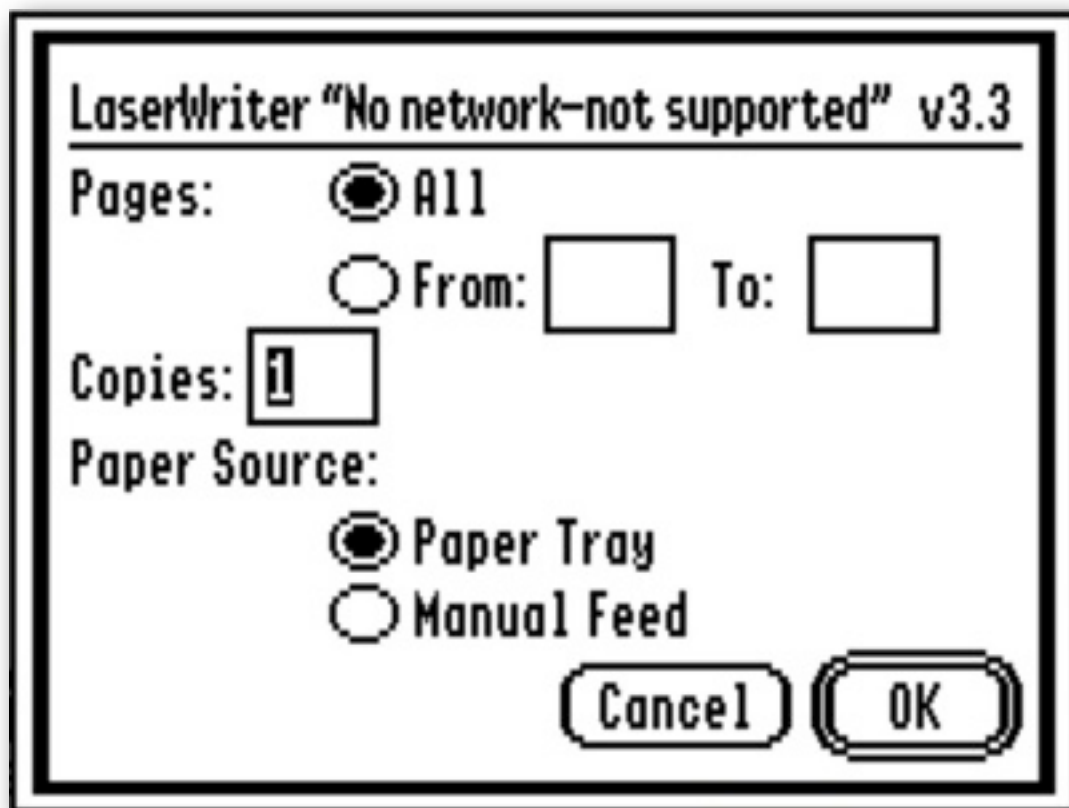 LaserWriter “No network-not supported” v3.3
Pages: All
From: To:
Copies: 1
Paper Source:
Paper Tray
Manual Feed
Cancel OK